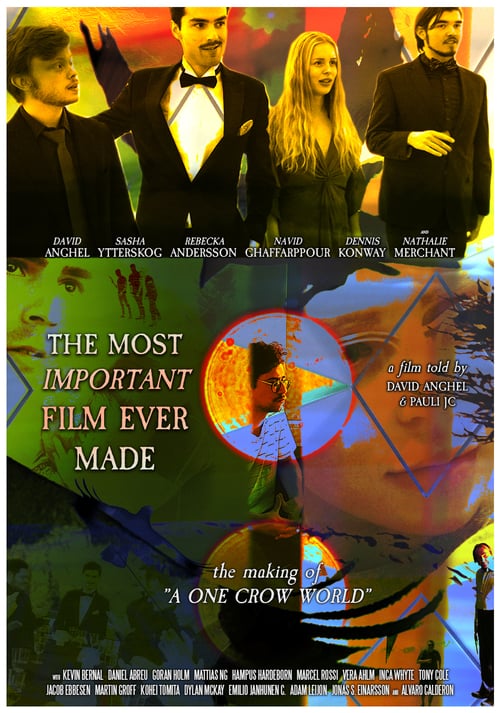 DAVID ANGHEL SASHA YTTERSKOG REBECKA ANDERSSON NAVID GHAFFARPPOUR DENNIS KONWAY AND NATHALIE MERCHANT
THE MOST
IMPORTANT
FILM EVER
MADE
a film told by
DAVID ANGHEL
& PAULI JC
the making of
"A ONE CROW WORLD"
WITH KEVIN BERNAL DANIEL ABREU GORAN HOLM MATTIAS NG HAMPUS HARDEBORN MARCEL ROSSI VERA AHLM INCA WHYTE TONY COLE
JACOB EBBESEN MARTIN GROFF KOHEI TOMITA DYLAN MCKAY EMILIO JANHUNEN C. ADAM LEIJON JONAS S. EINARSSON AND ALVARO CALDERON